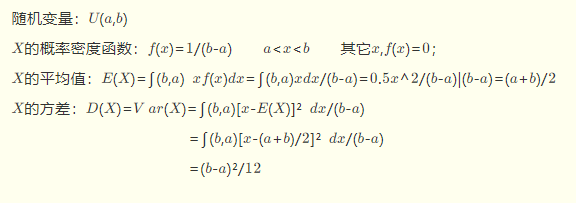 随机变量：U(a,b)
X的概率密度函数：f(x)=1/(b-a) a<x<b 其它x,f(x)=0；
X的平均值：E(X)=∫(b,a) xf(x)dx=∫(b,a)xdx/(b-a)=0.5x^2/(b-a)|(b-a)=(a+b)/2
X的方差：D(X)=V ar(X)=∫(b,a)[x-E(X)]² dx/(b-a)
=∫(b,a)[x-(a+b)/2]² dx/(b-a)
=(b-a)²/12